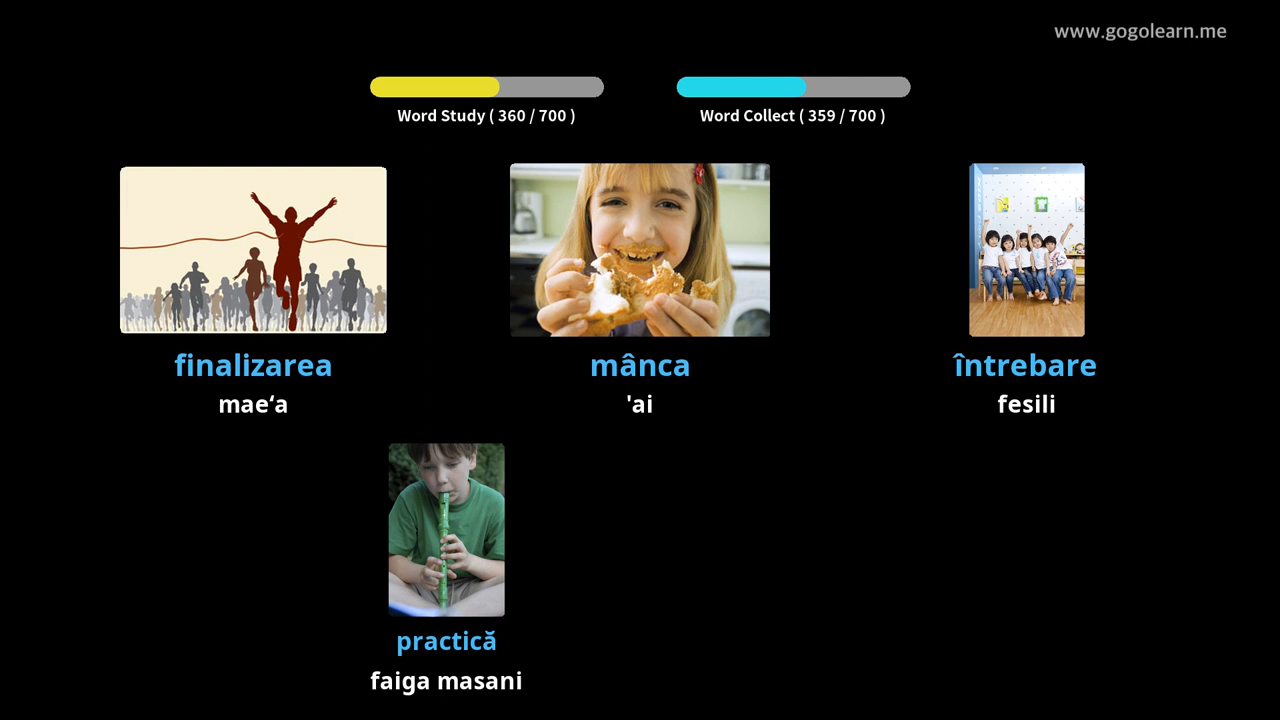 www.gogolearn.me
Word Study ( 360 / 700 )
Word Collect ( 359 / 700 )
finalizarea
mae‘a
mânca
'ai
întrebare
fesili
practică
faiga masani